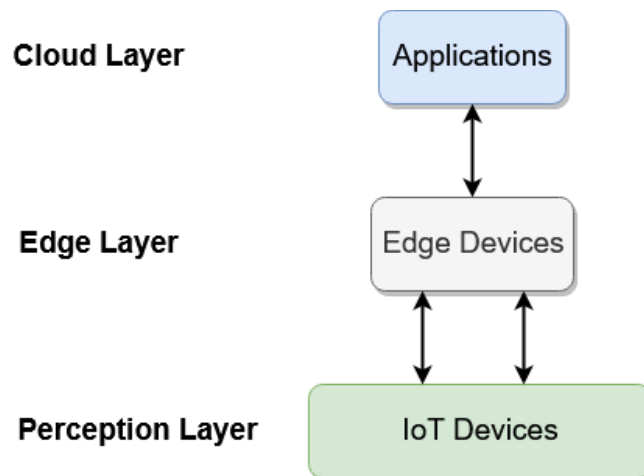 Cloud Layer
Applications
Edge Layer
Edge Devices
Perception Layer
IoT Devices